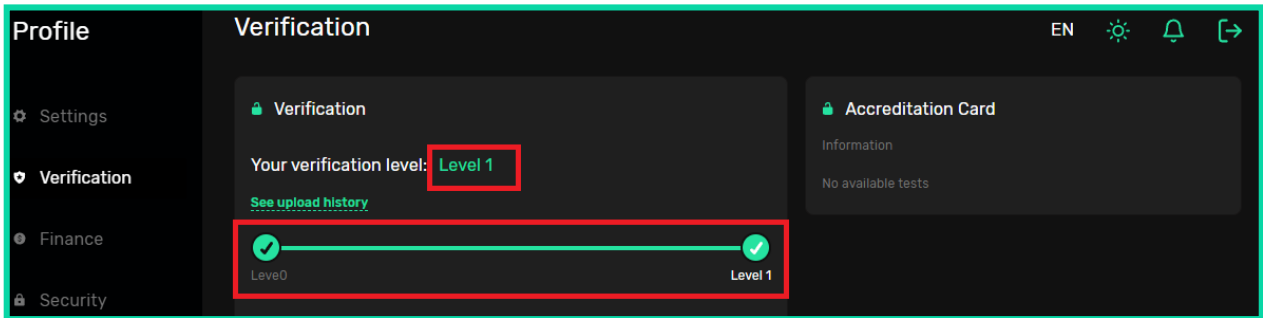 Profile
Settings
Verification
Finance
Security
Verification
EN
Verification
Your verification level: Level 1
See upload history
Leve0
Level 1
Accreditation Card
Information
No available tests